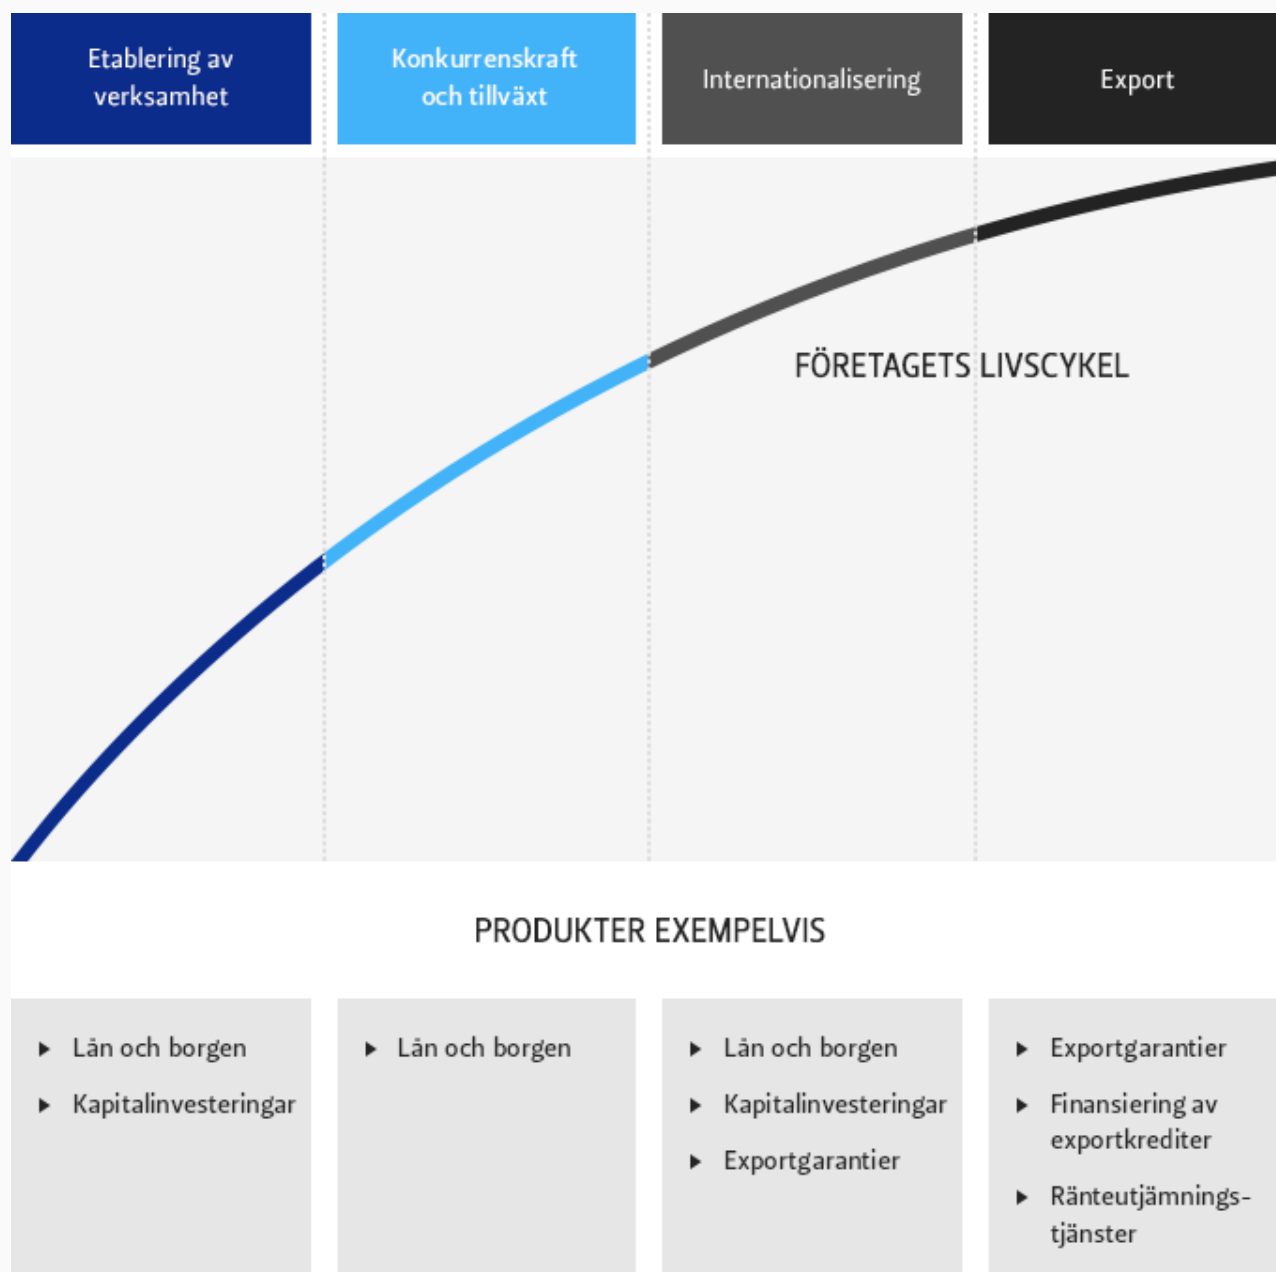 Etablering av
verksamhet
Konkurrenskraft
och tillväxt
Internationalisering
Export
FÖRETAGETS LIVSCYKEL
PRODUKTER EXEMPELVIS
Lån och borgen
Kapitalinvesteringar
Lån och borgen
Lån och borgen
Kapitalinvesteringar
Exportgarantier
Exportgarantier
Finansiering av
exportkrediter
Ränteutjämnings-
tjänster